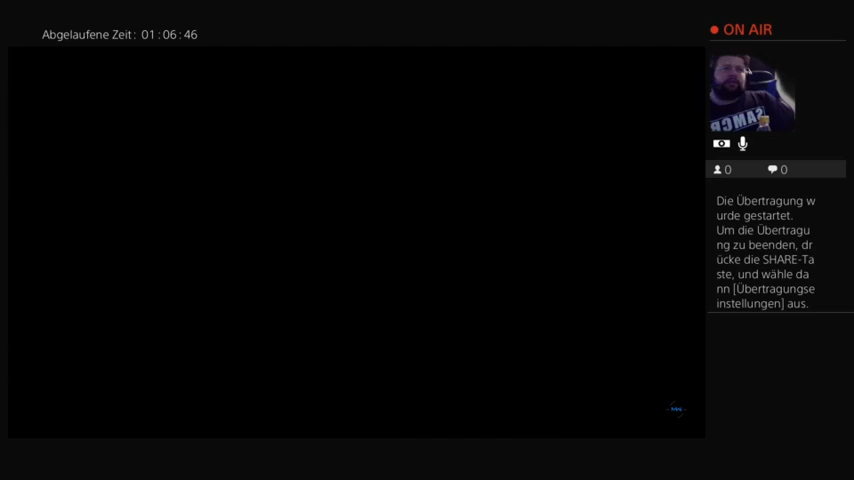 Abgelaufene Zeit: 01:06:46
ON AIR
0 0
Die Übertragung w
urde gestartet.
Um die Übertragu
ng zu beenden, dr
ücke die SHARE-Ta
ste, und wähle da
nn [Übertragungse
instellungen] aus.